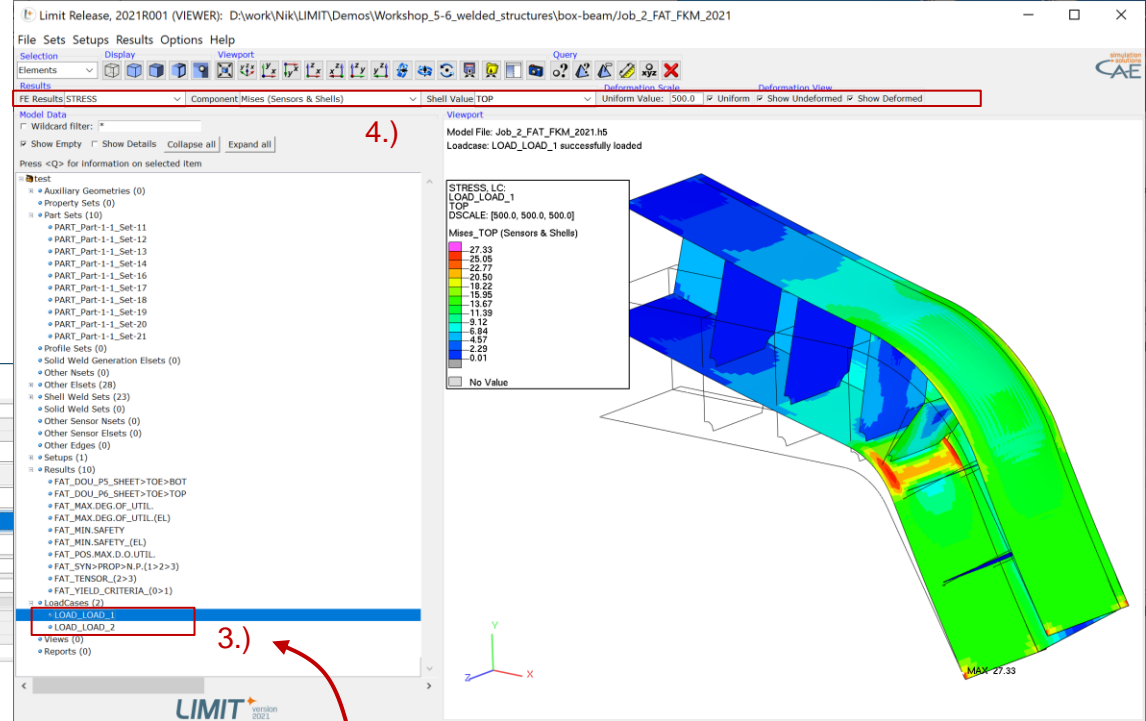 Limit Release, 2021R001 (VIEWER): D:\work\Nik\LIMIT\Demos\Workshop_5-6_welded_structures\box-beam/Job_2_FAT_FKM_2021
File Sets Setups Results Options Help
Selection Display Viewport Query
Elements
simulation + solutions
CAE
Results Deformation Scale Deformation View
FE Results STRESS Component Mises (Sensors & Shells) Shell Value TOP Uniform Value: 500.0 Uniform Show Undeformed Show Deformed
4.)
Model Data
Wildcard filter: *
Show Empty Show Details Collapse all Expand all
Press <Q> for information on selected item
test
Auxiliary Geometries (0)
Property Sets (0)
Part Sets (10)
PART_Part-1-1_Set-11
PART_Part-1-1_Set-12
PART_Part-1-1_Set-13
PART_Part-1-1_Set-14
PART_Part-1-1_Set-16
PART_Part-1-1_Set-17
PART_Part-1-1_Set-18
PART_Part-1-1_Set-19
PART_Part-1-1_Set-20
PART_Part-1-1_Set-21
Profile Sets (0)
Solid Weld Generation Elsets (0)
Other Nsets (0)
Other Elsets (28)
Shell Weld Sets (23)
Solid Weld Sets (0)
Other Sensor Nsets (0)
Other Sensor Elsets (0)
Other Edges (0)
Setups (1)
Results (10)
FAT_DOU_P5_SHEET>TOE>BOT
FAT_DOU_P6_SHEET>TOE>TOP
FAT_MAX.DEG.OF_UTIL.
FAT_MAX.DEG.OF_UTIL.(EL)
FAT_MIN.SAFETY
FAT_MIN.SAFETY_(EL)
FAT_POS.MAX.D.O.UTIL.
FAT_SYN>PROP>N.P.(1>2>3)
FAT_TENSOR_(2>3)
FAT_YIELD_CRITERIA_(0>1)
LoadCases (2)
LOAD_LOAD_1
LOAD_LOAD_2
Views (0)
Reports (0)
3.)
LIMIT version 2021
Viewport
Model File: Job_2_FAT_FKM_2021.h5
Loadcase: LOAD_LOAD_1 successfully loaded
STRESS, LC:
LOAD_LOAD_1
TOP
DSCALE: [500.0, 500.0, 500.0]
Mises_TOP (Sensors & Shells)
27.33
25.05
22.77
20.50
18.22
15.95
13.67
11.39
9.12
6.84
4.57
2.29
0.01
No Value
Y
Z
X
MAX 27.33